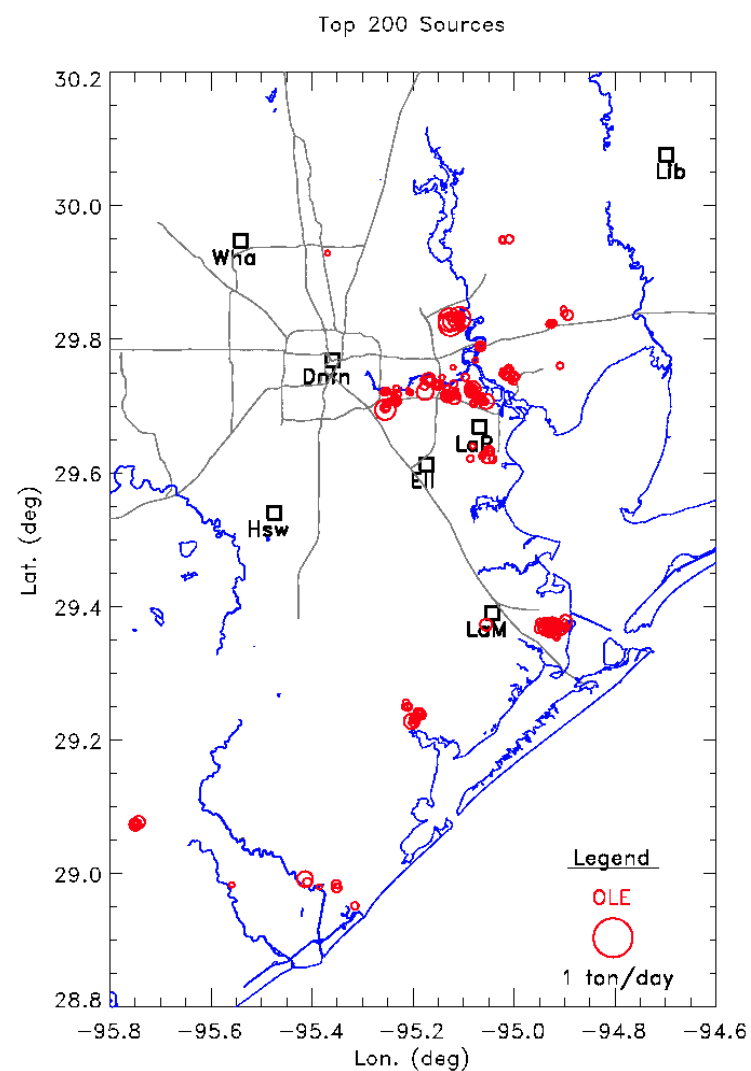 Top 200 Sources
30.2
Lib
30.0
Wha
29.8
Dntn
LaP
29.6
Ell
Hsw
Lat. (deg)
29.4
LaM
29.2
29.0
Legend
OLE
1 ton/day
28.8
−95.8 −95.6 −95.4 −95.2 −95.0 −94.8 −94.6
Lon. (deg)